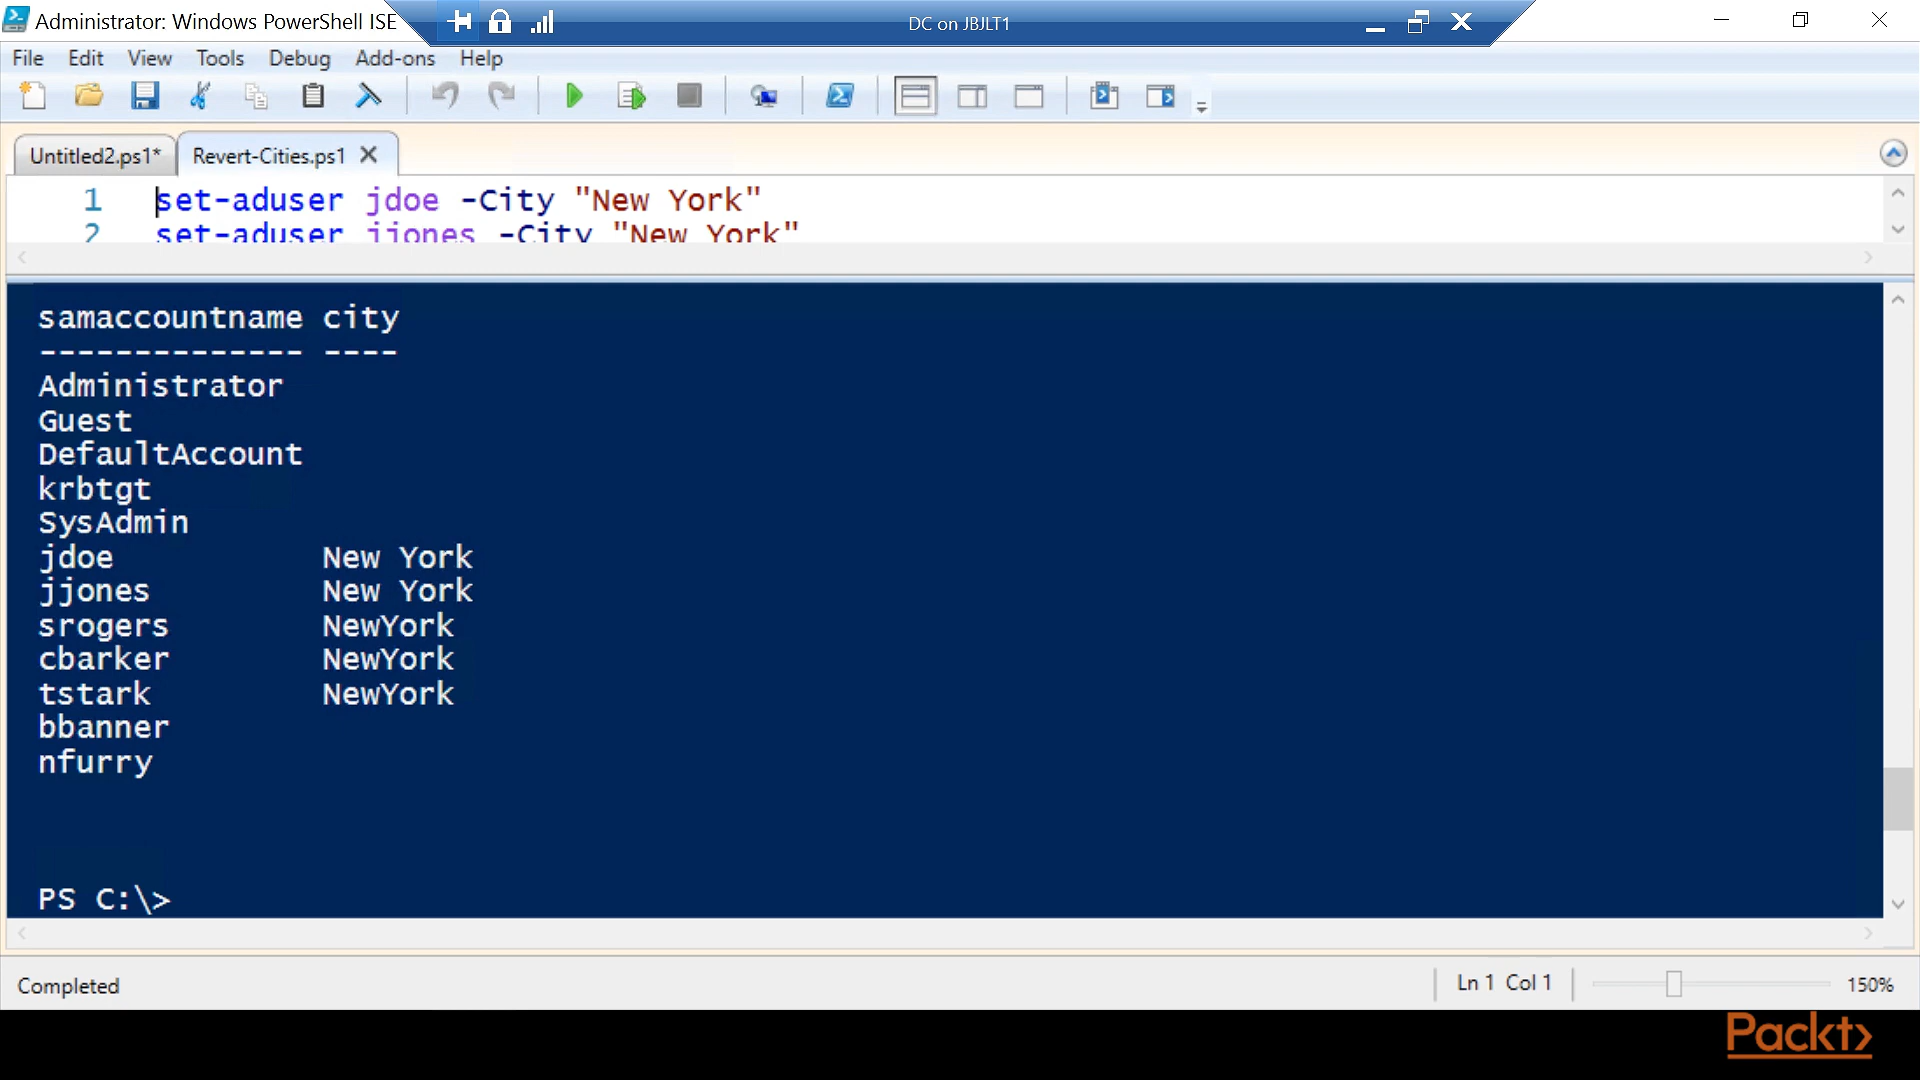 Administrator: Windows PowerShell ISE
DC on JBJLT1
File Edit View Tools Debug Add-ons Help
Untitled2.ps1* Revert-Cities.ps1
1 set-aduser jdoe -City "New York"
2 set-aduser jjones -City "New York"
samaccountname city
-------------- ----
Administrator
Guest
DefaultAccount
krbtgt
SysAdmin
jdoe New York
jjones New York
srogers NewYork
cbarker NewYork
tstark NewYork
bbanner
nfurry
PS C:\>
Completed
Ln 1 Col 1
150%
Packt>